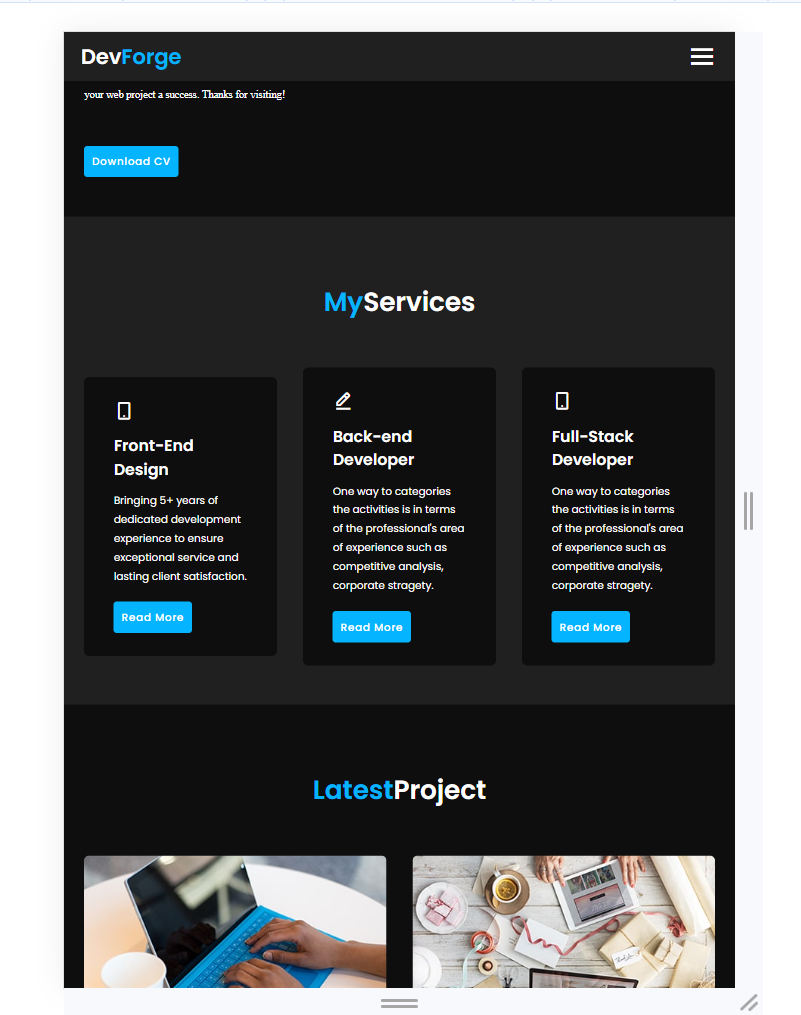 DevForge
your web project a success. Thanks for visiting!
Download CV
MyServices
Front-End
Design
Bringing 5+ years of
dedicated development
experience to ensure
exceptional service and
lasting client satisfaction.
Read More
Back-end
Developer
One way to categories
the activities is in terms
of the professional's area
of experience such as
competitive analysis,
corporate stragety.
Read More
Full-Stack
Developer
One way to categories
the activities is in terms
of the professional's area
of experience such as
competitive analysis,
corporate stragety.
Read More
LatestProject